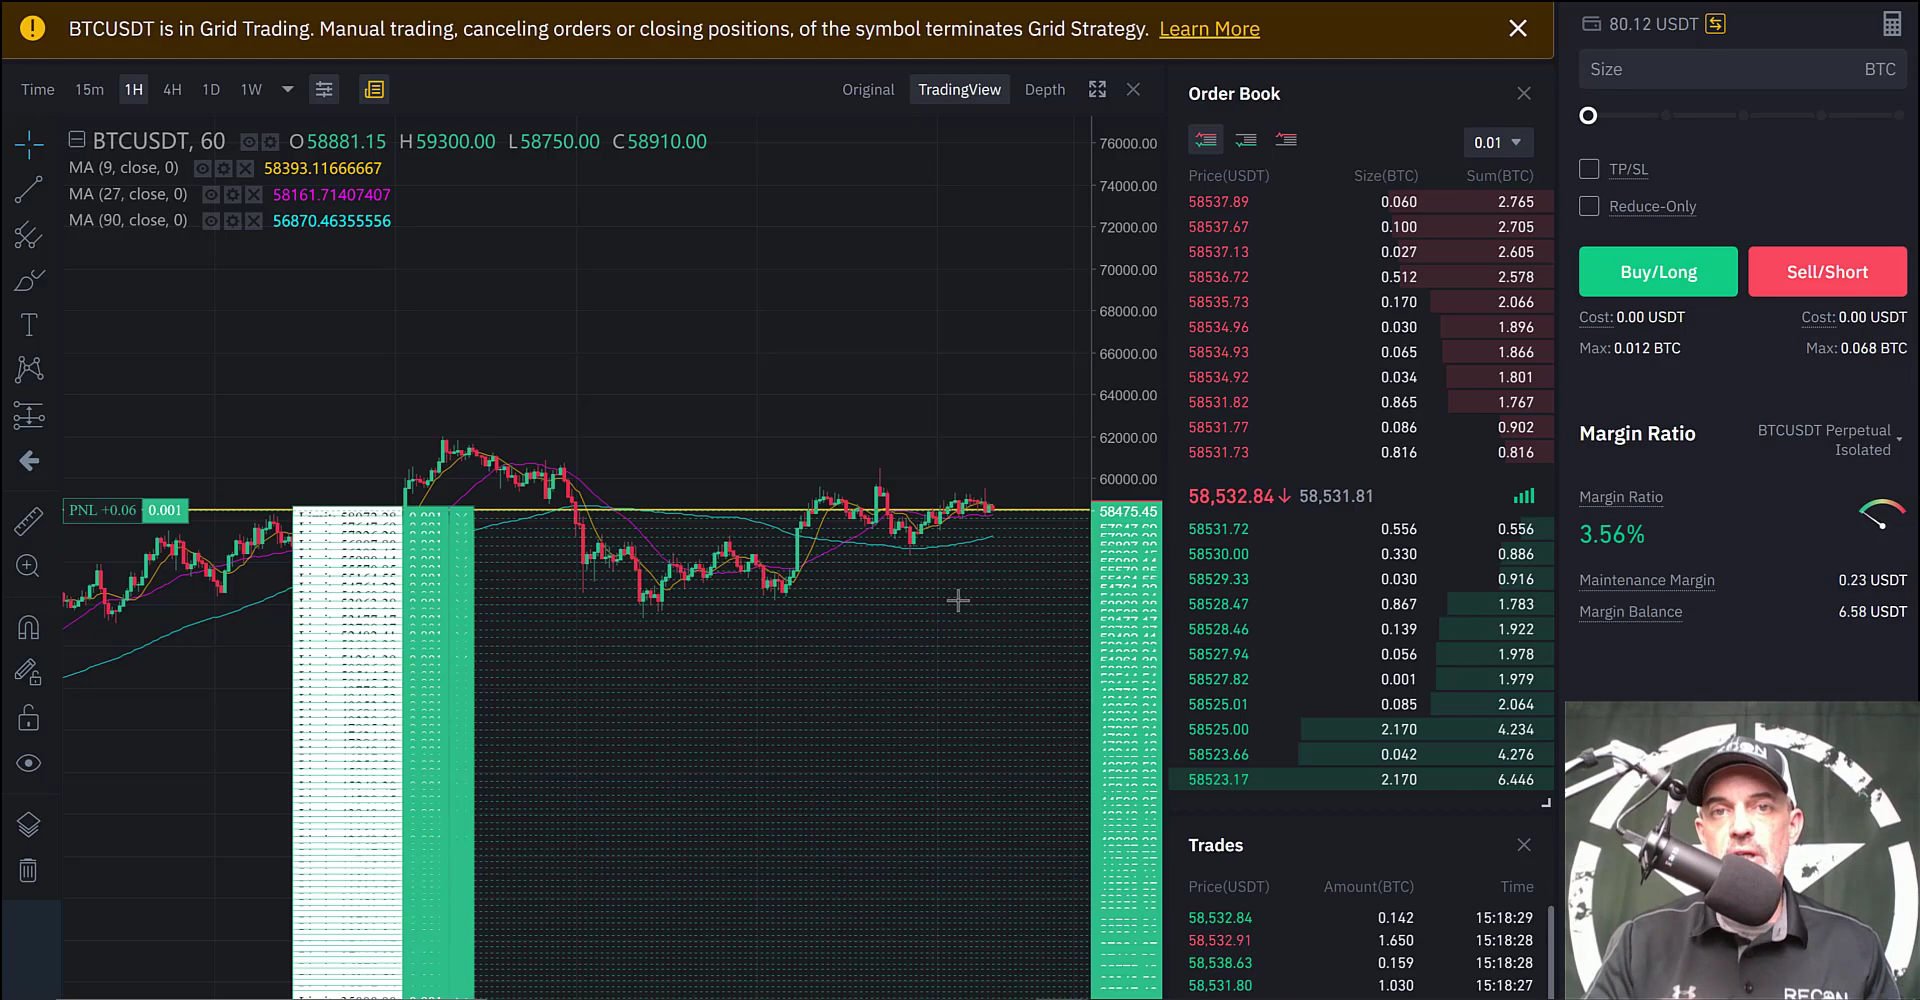 BTCUSDT is in Grid Trading. Manual trading, canceling orders or closing positions, of the symbol terminates Grid Strategy. Learn More
80.12 USDT
Size BTC
Time 15m 1H 4H 1D 1W Original TradingView Depth
BTCUSDT, 60 O58881.15 H59300.00 L58750.00 C58910.00
MA (9, close, 0) 58393.11666667
MA (27, close, 0) 58161.71407407
MA (90, close, 0) 56870.46355556
76000.00
74000.00
72000.00
70000.00
68000.00
66000.00
64000.00
62000.00
60000.00
58475.45
PNL +0.06 0.001
Order Book
0.01
Price(USDT) Size(BTC) Sum(BTC)
58537.89 0.060 2.765
58537.67 0.100 2.705
58537.13 0.027 2.605
58536.72 0.512 2.578
58535.73 0.170 2.066
58534.96 0.030 1.896
58534.93 0.065 1.866
58534.92 0.034 1.801
58531.82 0.865 1.767
58531.77 0.086 0.902
58531.73 0.816 0.816
58,532.84↓ 58,531.81
58531.72 0.556 0.556
58530.00 0.330 0.886
58529.33 0.030 0.916
58528.47 0.867 1.783
58528.46 0.139 1.922
58527.94 0.056 1.978
58527.82 0.001 1.979
58525.01 0.085 2.064
58525.00 2.170 4.234
58523.66 0.042 4.276
58523.17 2.170 6.446
Trades
Price(USDT) Amount(BTC) Time
58,532.84 0.142 15:18:29
58,532.91 1.650 15:18:28
58,538.63 0.159 15:18:28
58,531.80 1.030 15:18:27
TP/SL
Reduce-Only
Buy/Long Sell/Short
Cost: 0.00 USDT Cost: 0.00 USDT
Max: 0.012 BTC Max: 0.068 BTC
Margin Ratio BTCUSDT Perpetual
Isolated
Margin Ratio
3.56%
Maintenance Margin 0.23 USDT
Margin Balance 6.58 USDT
RECON